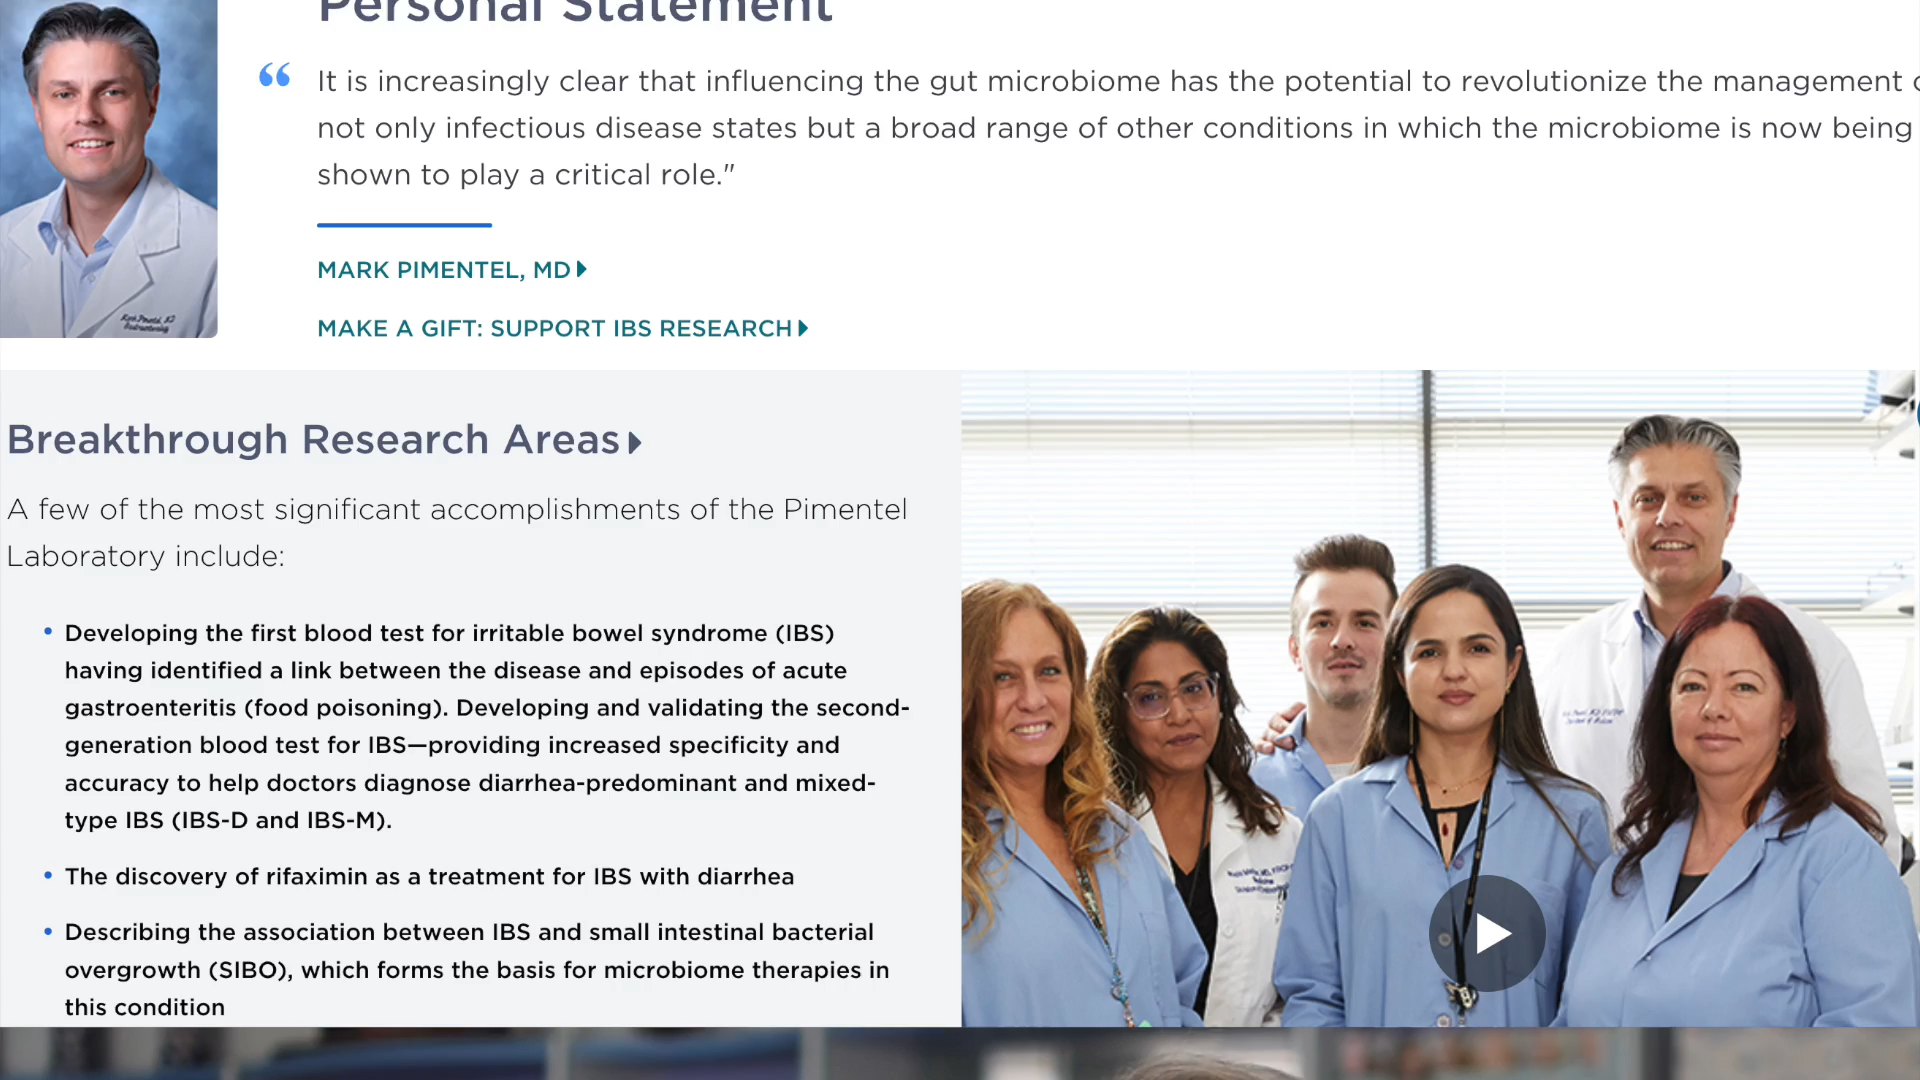 Personal Statement
“ It is increasingly clear that influencing the gut microbiome has the potential to revolutionize the management
not only infectious disease states but a broad range of other conditions in which the microbiome is now being
shown to play a critical role."
MARK PIMENTEL, MD
MAKE A GIFT: SUPPORT IBS RESEARCH
Breakthrough Research Areas
A few of the most significant accomplishments of the Pimentel
Laboratory include:
• Developing the first blood test for irritable bowel syndrome (IBS)
having identified a link between the disease and episodes of acute
gastroenteritis (food poisoning). Developing and validating the second-
generation blood test for IBS—providing increased specificity and
accuracy to help doctors diagnose diarrhea-predominant and mixed-
type IBS (IBS-D and IBS-M).
• The discovery of rifaximin as a treatment for IBS with diarrhea
• Describing the association between IBS and small intestinal bacterial
overgrowth (SIBO), which forms the basis for microbiome therapies in
this condition